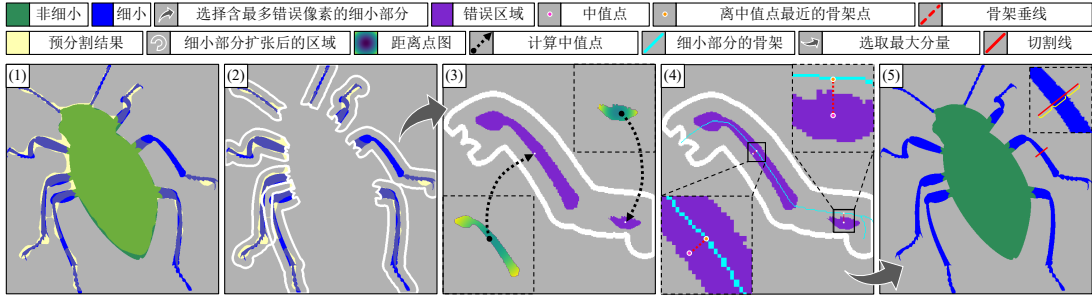 非细小 细小 选择含最多错误像素的细小部分 错误区域 中值点 离中值点最近的骨架点 骨架垂线
预分割结果 细小部分扩张后的区域 距离点图 计算中值点 细小部分的骨架 选取最大分量 切割线
(1) (2) (3) (4) (5)